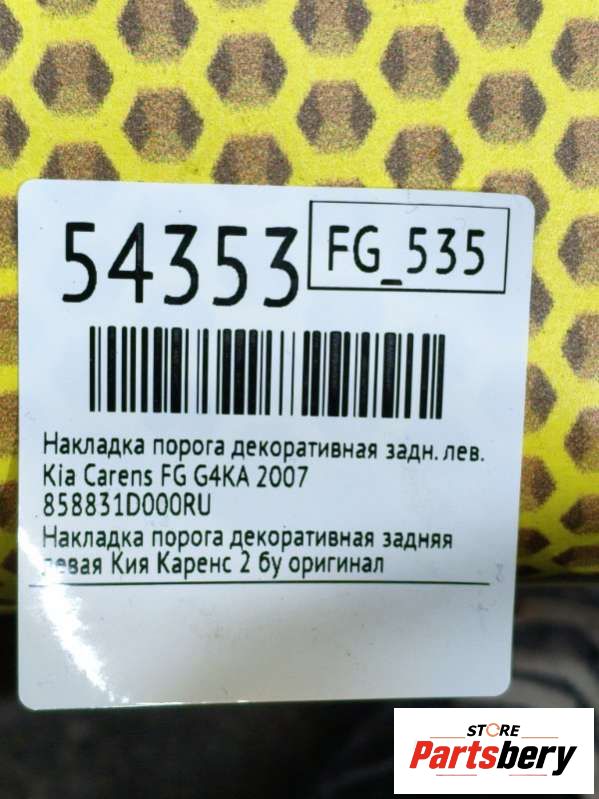 54353
FG_535
Накладка порога декоративная задн. лев.
Kia Carens FG G4KA 2007
858831D000RU
Накладка порога декоративная задняя
левая Кия Каренс 2 бу оригинал
STORE
Partsbery